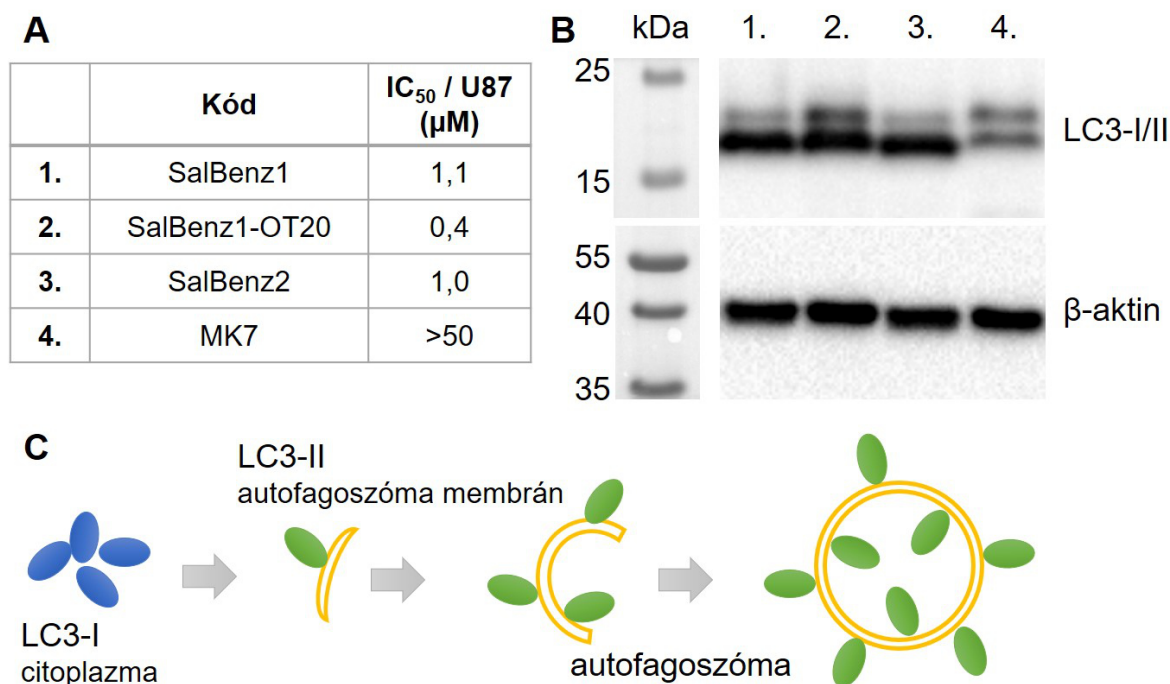 A
Kód IC₅₀ / U87 (µM)
1. SalBenz1 1,1
2. SalBenz1-OT20 0,4
3. SalBenz2 1,0
4. MK7 >50
B kDa 1. 2. 3. 4.
25
LC3-I/II
15
55
β-aktin
40
35
C
LC3-II
autofagoszóma membrán
LC3-I
citoplazma
autofagoszóma